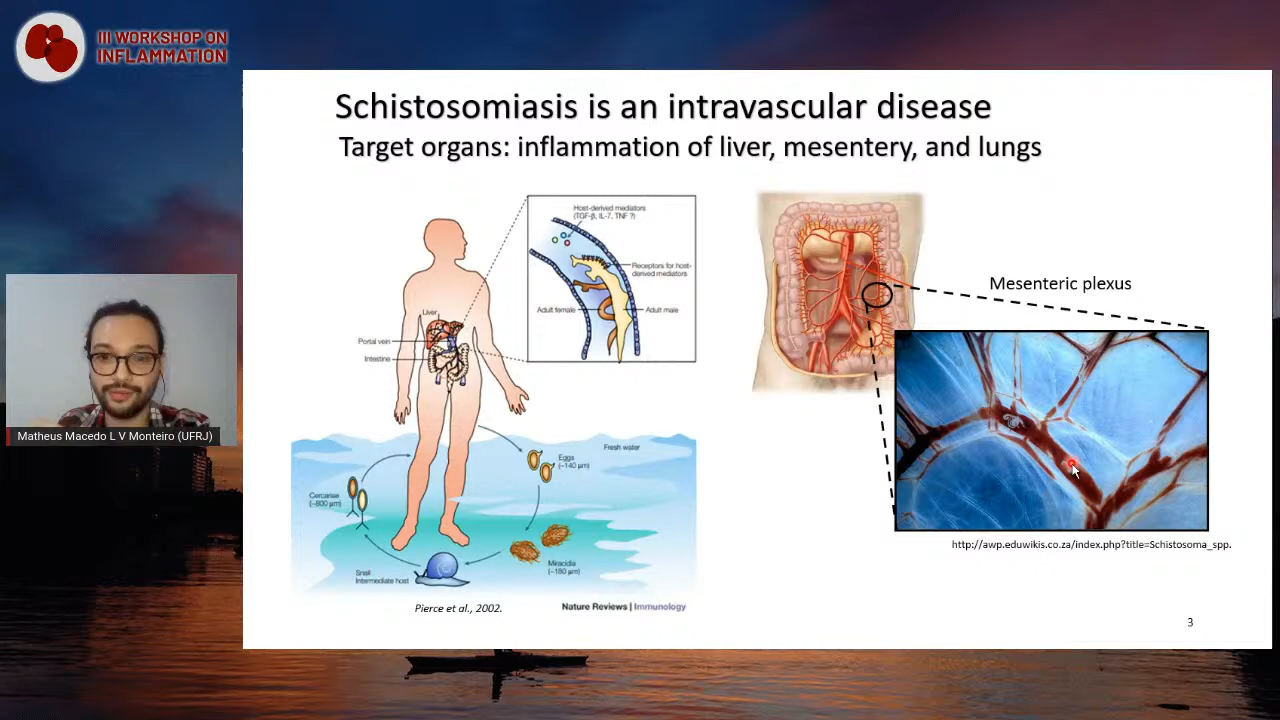 III WORKSHOP ON
INFLAMMATION
Schistosomiasis is an intravascular disease
Target organs: inflammation of liver, mesentery, and lungs
Host-derived mediators
(TGF-β, IL-7, TNF ?)
Receptors for host-
derived mediators
Adult female
Adult male
Liver
Portal vein
Intestine
Mesenteric plexus
Matheus Macedo L V Monteiro (UFRJ)
Fresh water
Eggs
(~140 μm)
Cercariae
(~800 μm)
Miracidia
(~180 μm)
Snail
Intermediate host
http://awp.eduwikis.co.za/index.php?title=Schistosoma_spp.
Pierce et al., 2002.
Nature Reviews | Immunology
3